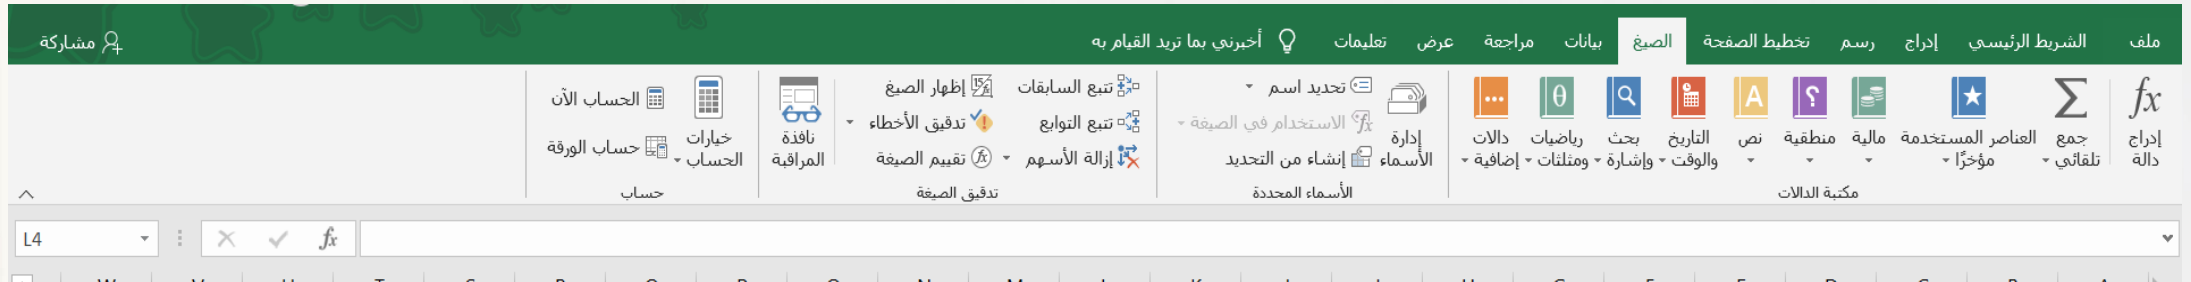 ملف الشريط الرئيسي إدراج رسم تخطيط الصفحة الصيغ بيانات مراجعة عرض تعليمات أخبرني بما تريد القيام به مشاركة
إدراج دالة
جمع تلقائي
العناصر المستخدمة مؤخرًا
مالية
منطقية
نص
التاريخ والوقت
بحث وإشارة
رياضيات ومثلثات
دالات إضافية
مكتبة الدالات
إدارة الأسماء
تحديد اسم
الاستخدام في الصيغة
إنشاء من التحديد
الأسماء المحددة
تتبع السابقات
تتبع التوابع
إزالة الأسهم
إظهار الصيغ
تدقيق الأخطاء
تقييم الصيغة
نافذة المراقبة
تدقيق الصيغة
خيارات الحساب
الحساب الآن
حساب الورقة
حساب
L4
fx